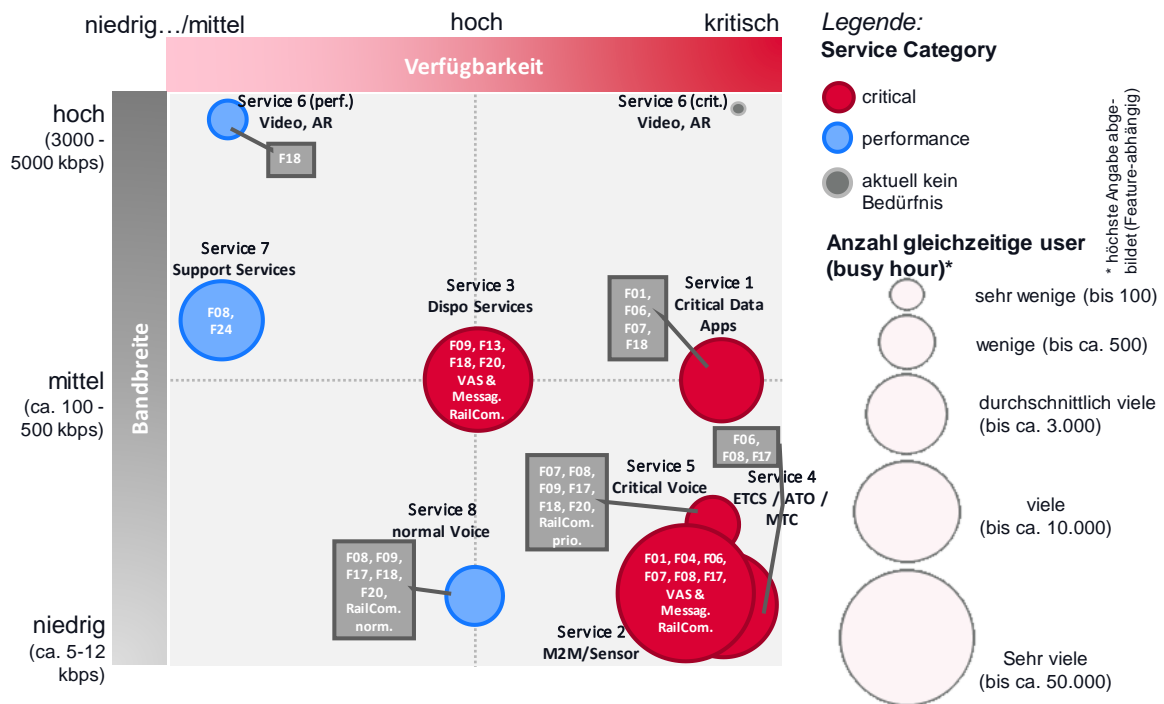 niedrig…/mittel
hoch
kritisch
Verfügbarkeit
Bandbreite
hoch
(3000 -
5000 kbps)
mittel
(ca. 100 -
500 kbps)
niedrig
(ca. 5-12
kbps)
Service 6 (perf.)
Video, AR
F18
Service 6 (crit.)
Video, AR
Service 7
Support Services
F08,
F24
Service 3
Dispo Services
F09, F13,
F18, F20,
VAS &
Messag.
RailCom.
F01,
F06,
F07,
F18
Service 1
Critical Data
Apps
F06,
F08, F17
F07, F08,
F09, F17,
F18, F20,
RailCom.
prio.
Service 5
Critical Voice
Service 4
ETCS / ATO /
MTC
Service 8
normal Voice
F08, F09,
F17, F18,
F20,
RailCom.
norm.
F01, F04, F06,
F07, F08, F17,
VAS &
Messag.
RailCom.
Service 2
M2M/Sensor
Legende:
Service Category
critical
performance
aktuell kein
Bedürfnis
* höchste Angabe abge-
bildet (Feature-abhängig)
Anzahl gleichzeitige user
(busy hour)*
sehr wenige (bis 100)
wenige (bis ca. 500)
durchschnittlich viele
(bis ca. 3.000)
viele
(bis ca. 10.000)
Sehr viele
(bis ca. 50.000)